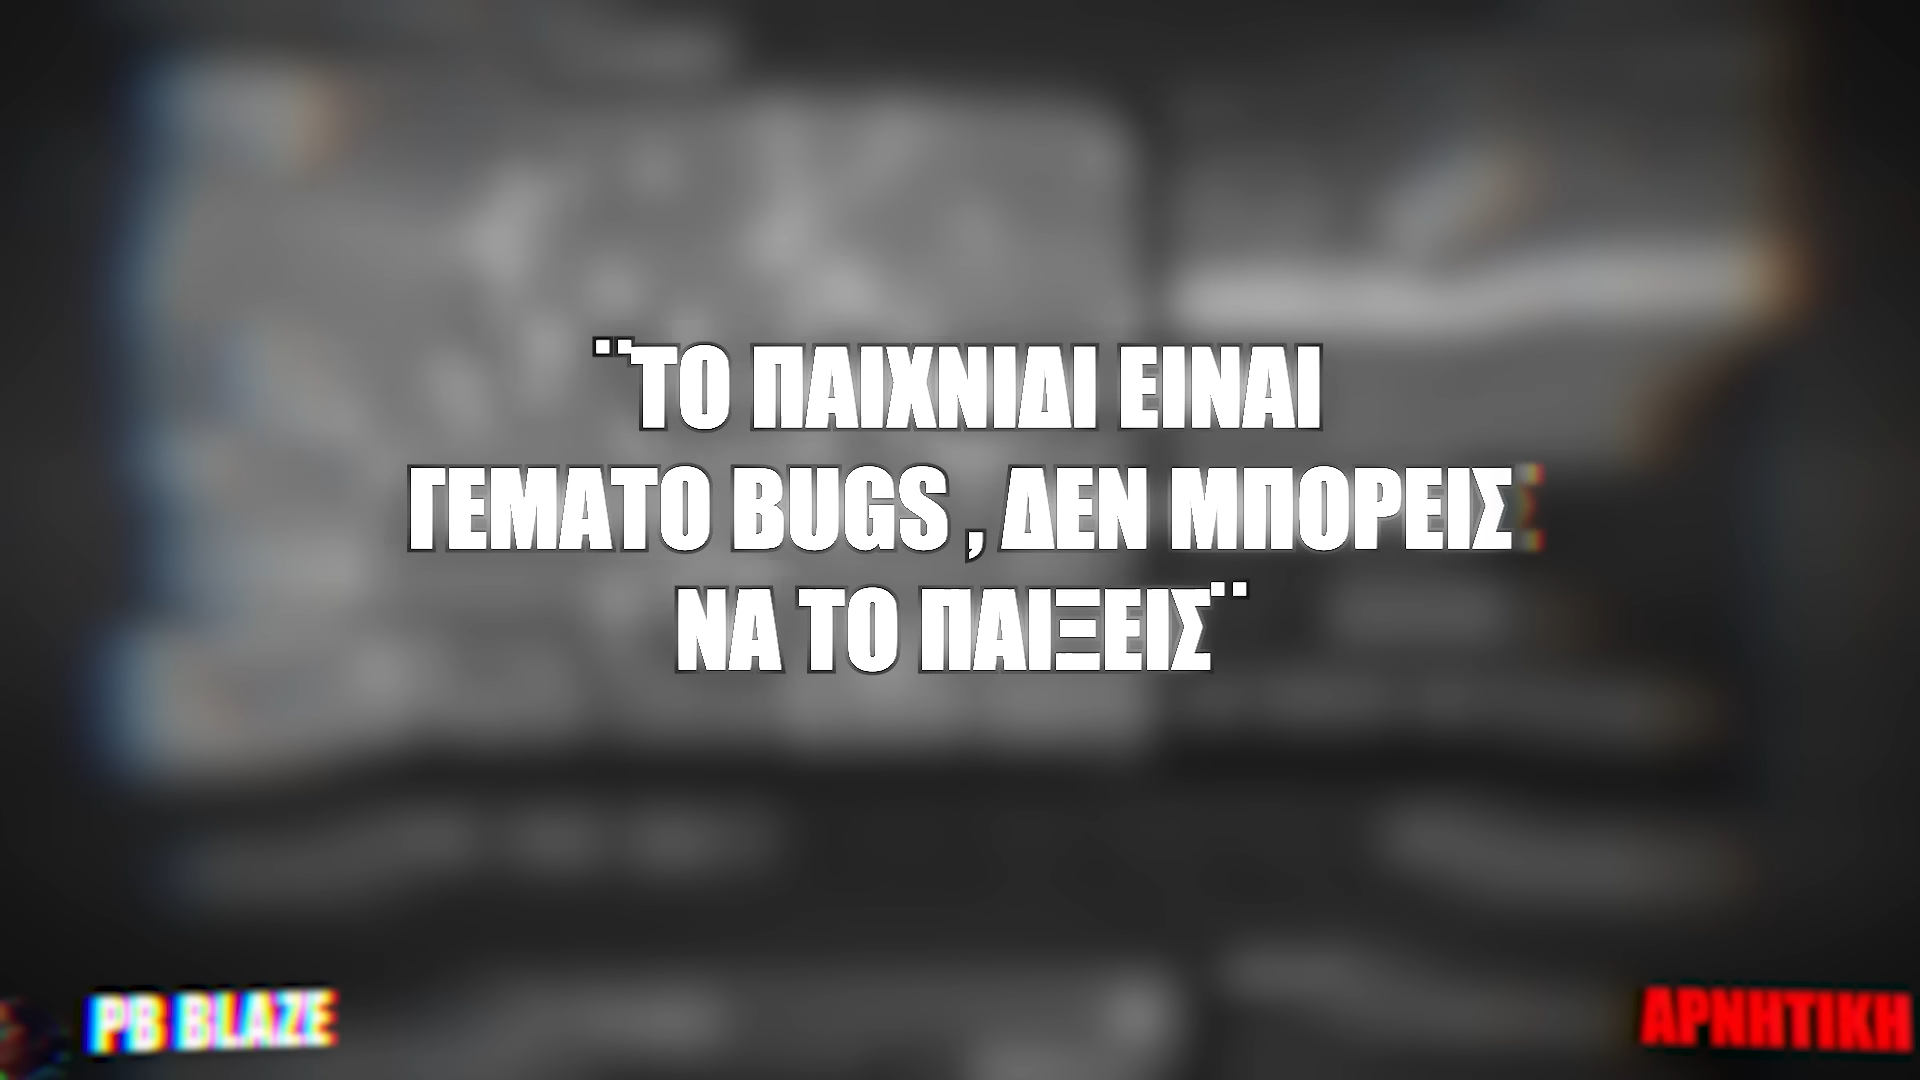 ¨ΤΟ ΠΑΙΧΝΙΔΙ ΕΙΝΑΙ
ΓΕΜΑΤΟ BUGS , ΔΕΝ ΜΠΟΡΕΙΣ
ΝΑ ΤΟ ΠΑΙΞΕΙΣ¨
PB BLAZE
ΑΡΝΗΤΙΚΗ